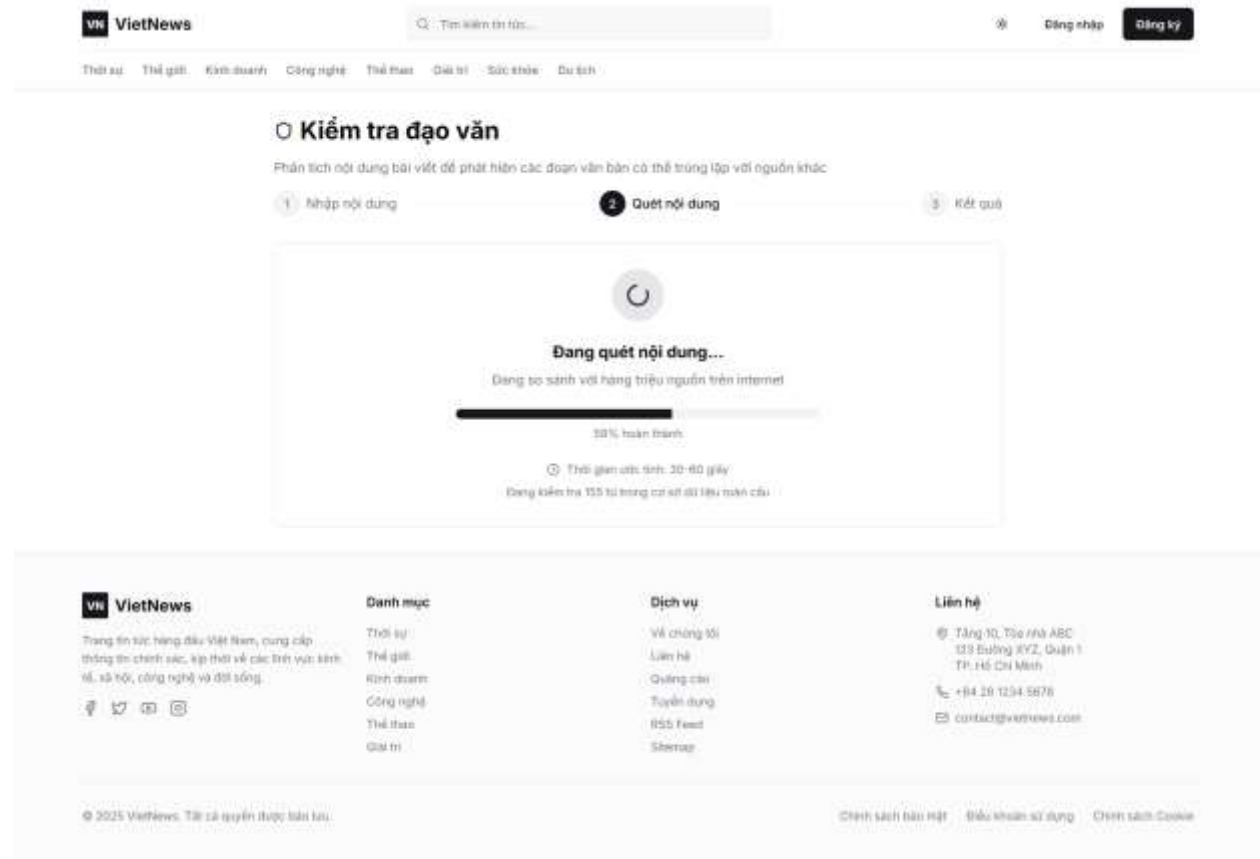 VN VietNews
Tìm kiếm tin tức...
Đăng nhập
Đăng ký
Thời sự Thế giới Kinh doanh Công nghệ Thể thao Giải trí Sức khỏe Du lịch
Kiểm tra đạo văn
Phân tích nội dung bài viết để phát hiện các đoạn văn bản có thể trùng lặp với nguồn khác
1 Nhập nội dung
2 Quét nội dung
3 Kết quả
Đang quét nội dung...
Đang so sánh với hàng triệu nguồn trên internet
59% hoàn thành
Thời gian ước tính: 30-60 giây
Đang kiểm tra 155 từ trong cơ sở dữ liệu toàn cầu
VN VietNews
Trang tin tức hàng đầu Việt Nam, cung cấp
thông tin chính xác, kịp thời về các lĩnh vực kinh
tế, xã hội, công nghệ và đời sống.
Danh mục
Thời sự
Thế giới
Kinh doanh
Công nghệ
Thể thao
Giải trí
Dịch vụ
Về chúng tôi
Liên hệ
Quảng cáo
Tuyển dụng
RSS Feed
Sitemap
Liên hệ
Tầng 10, Tòa nhà ABC
123 Đường XYZ, Quận 1
TP. Hồ Chí Minh
+84 28 1234 5678
contact@vietnews.com
© 2025 VietNews. Tất cả quyền được bảo lưu.
Chính sách bảo mật Điều khoản sử dụng Chính sách Cookie